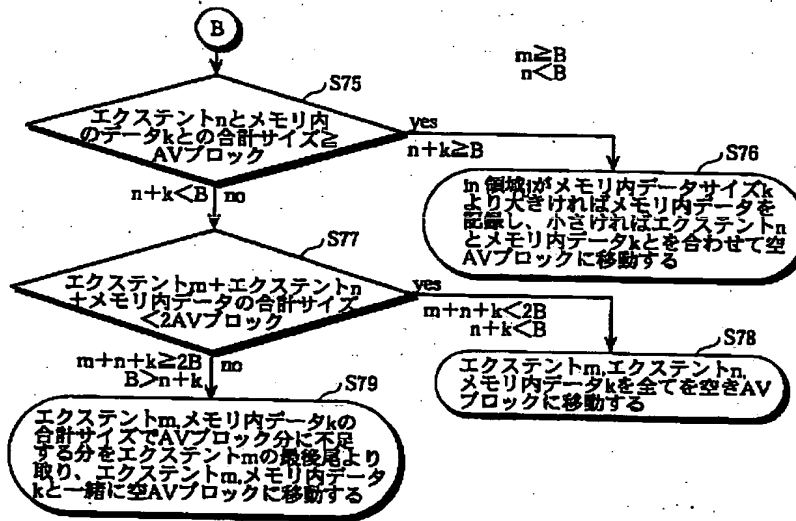 B
m≧B
n<B
S75
エクステントnとメモリ内
のデータkとの合計サイズ≧
AVブロック
yes
n+k≧B
n+k<B
no
S76
in 領域jがメモリ内データサイズk
より大きければメモリ内データを
記録し、小さければエクステントn
とメモリ内データkとを合わせて空
AVブロックに移動する
S77
エクステントm+エクステントn
+メモリ内データの合計サイズ
<2AVブロック
yes
m+n+k<2B
n+k<B
m+n+k≧2B
B>n+k
no
S78
エクステントm,エクステントn,
メモリ内データkを全てを空きAV
ブロックに移動する
S79
エクステントm,メモリ内データkの
合計サイズでAVブロック分に不足
する分をエクステントmの最後尾より
取り、エクステントm,メモリ内データ
kと一緒に空AVブロックに移動する